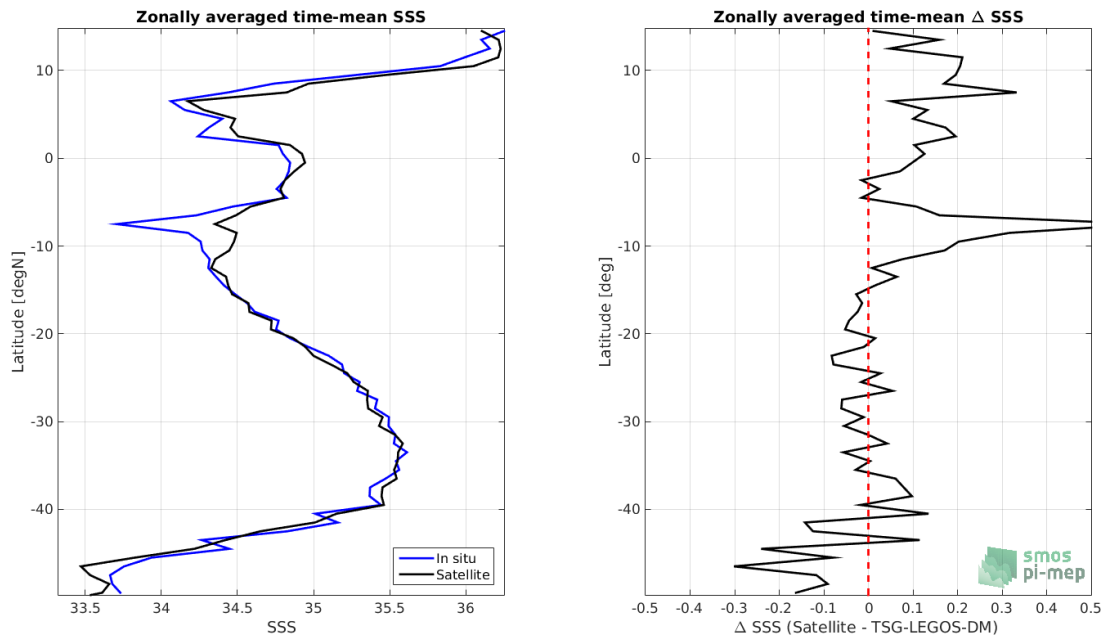 Zonally averaged time-mean SSS
10
0
-10
-20
-30
-40
Latitude [degN]
33.5
34
34.5
35
35.5
36
SSS
In situ
Satellite
Zonally averaged time-mean Δ SSS
10
0
-10
-20
-30
-40
Latitude [deg]
-0.5
-0.4
-0.3
-0.2
-0.1
0
0.1
0.2
0.3
0.4
0.5
Δ SSS (Satellite - TSG-LEGOS-DM)
smos
pi-mep